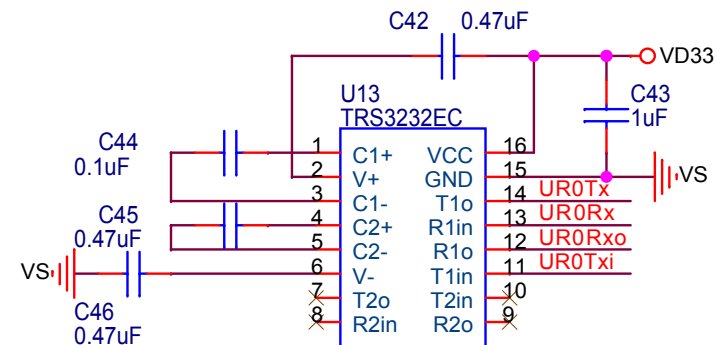 C42 0.47uF
VD33
U13
TRS3232EC
C43
1uF
C44
0.1uF
1 C1+ VCC 16
2 V+ GND 15
VS
3 C1- T1o 14 UR0Tx
C45
0.47uF
4 C2+ R1in 13 UR0Rx
5 C2- R1o 12 UR0Rxo
VS
6 V- T1in 11 UR0Txi
7 T2o T2in 10
8 R2in R2o 9
C46
0.47uF